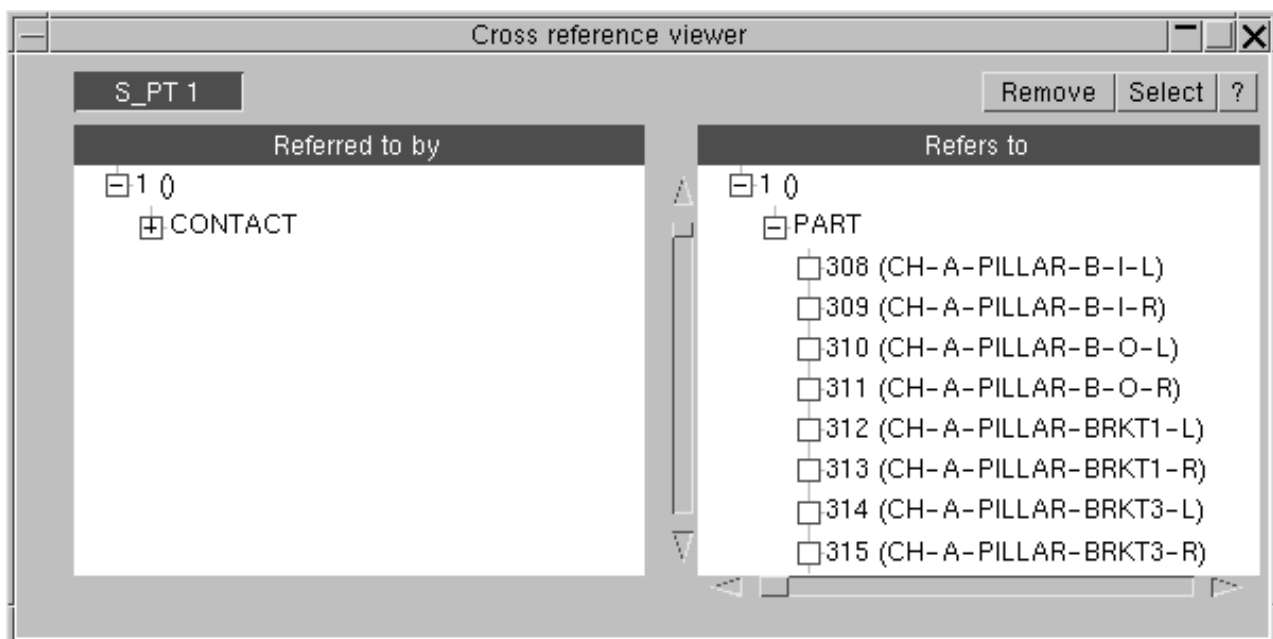 Cross reference viewer
S_PT 1
Remove Select ?
Referred to by
1 ()
CONTACT
Refers to
1 ()
PART
308 (CH-A-PILLAR-B-I-L)
309 (CH-A-PILLAR-B-I-R)
310 (CH-A-PILLAR-B-O-L)
311 (CH-A-PILLAR-B-O-R)
312 (CH-A-PILLAR-BRKT1-L)
313 (CH-A-PILLAR-BRKT1-R)
314 (CH-A-PILLAR-BRKT3-L)
315 (CH-A-PILLAR-BRKT3-R)